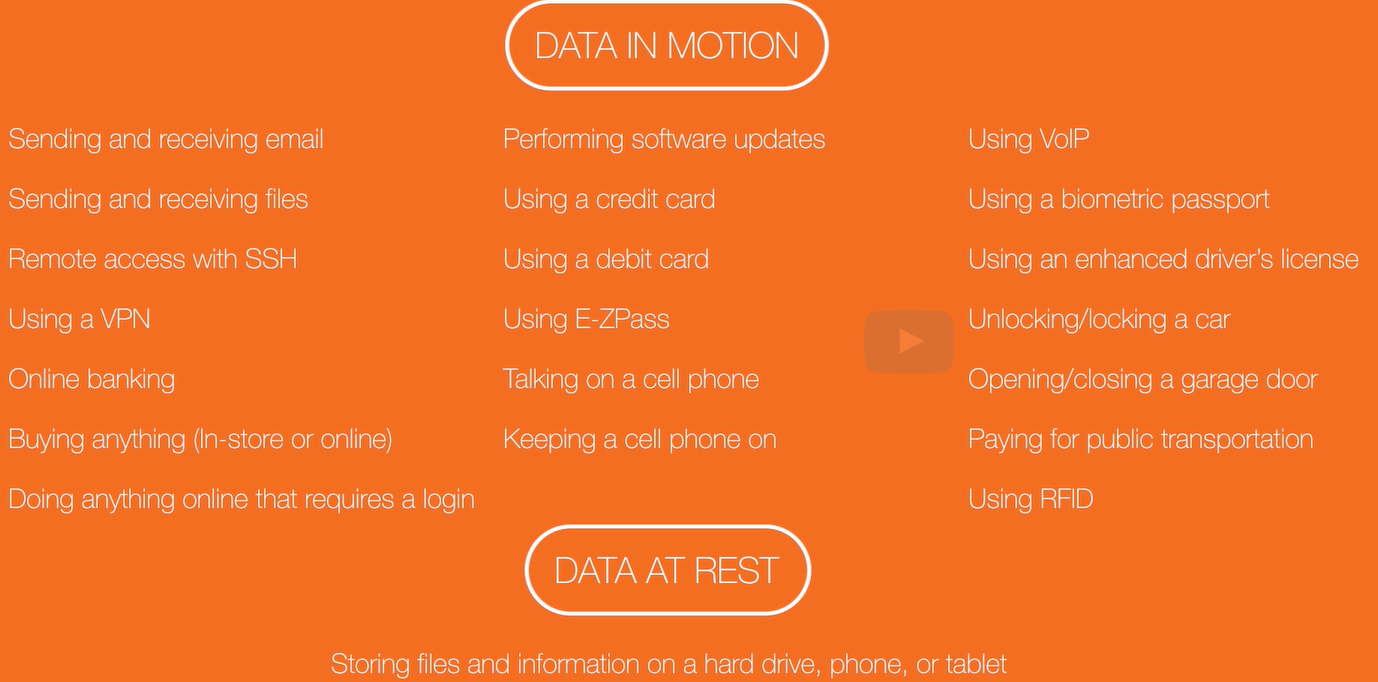 DATA IN MOTION
Sending and receiving email
Sending and receiving files
Remote access with SSH
Using a VPN
Online banking
Buying anything (In-store or online)
Doing anything online that requires a login
Performing software updates
Using a credit card
Using a debit card
Using E-ZPass
Talking on a cell phone
Keeping a cell phone on
Using VoIP
Using a biometric passport
Using an enhanced driver's license
Unlocking/locking a car
Opening/closing a garage door
Paying for public transportation
Using RFID
DATA AT REST
Storing files and information on a hard drive, phone, or tablet